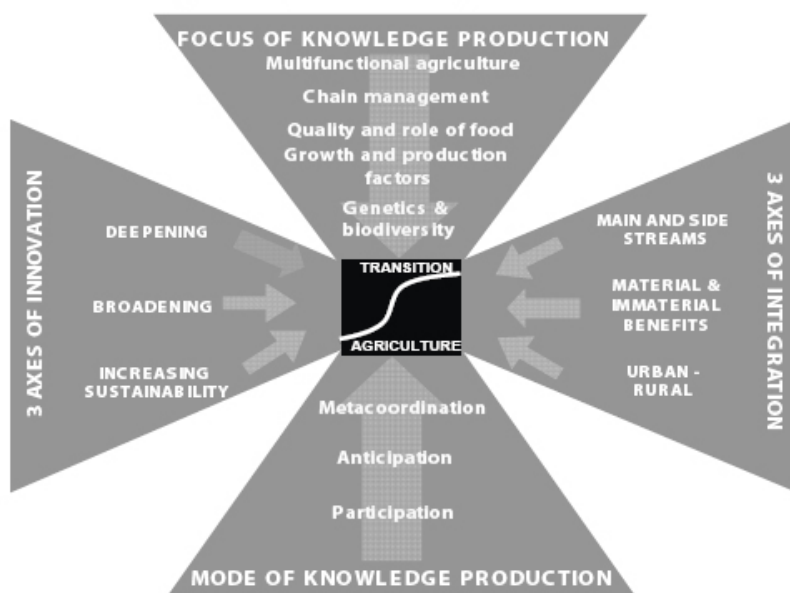 FOCUS OF KNOWLEDGE PRODUCTION
Multifunctional agriculture
Chain management
Quality and role of food
Growth and production
factors
Genetics &
biodiversity
3 AXES OF INNOVATION
DEEPENING
BROADENING
INCREASING
SUSTAINABILITY
TRANSITION
AGRICULTURE
MAIN AND SIDE
STREAMS
MATERIAL &
IMMATERIAL
BENEFITS
URBAN -
RURAL
3 AXES OF INTEGRATION
Metacoordination
Anticipation
Participation
MODE OF KNOWLEDGE PRODUCTION